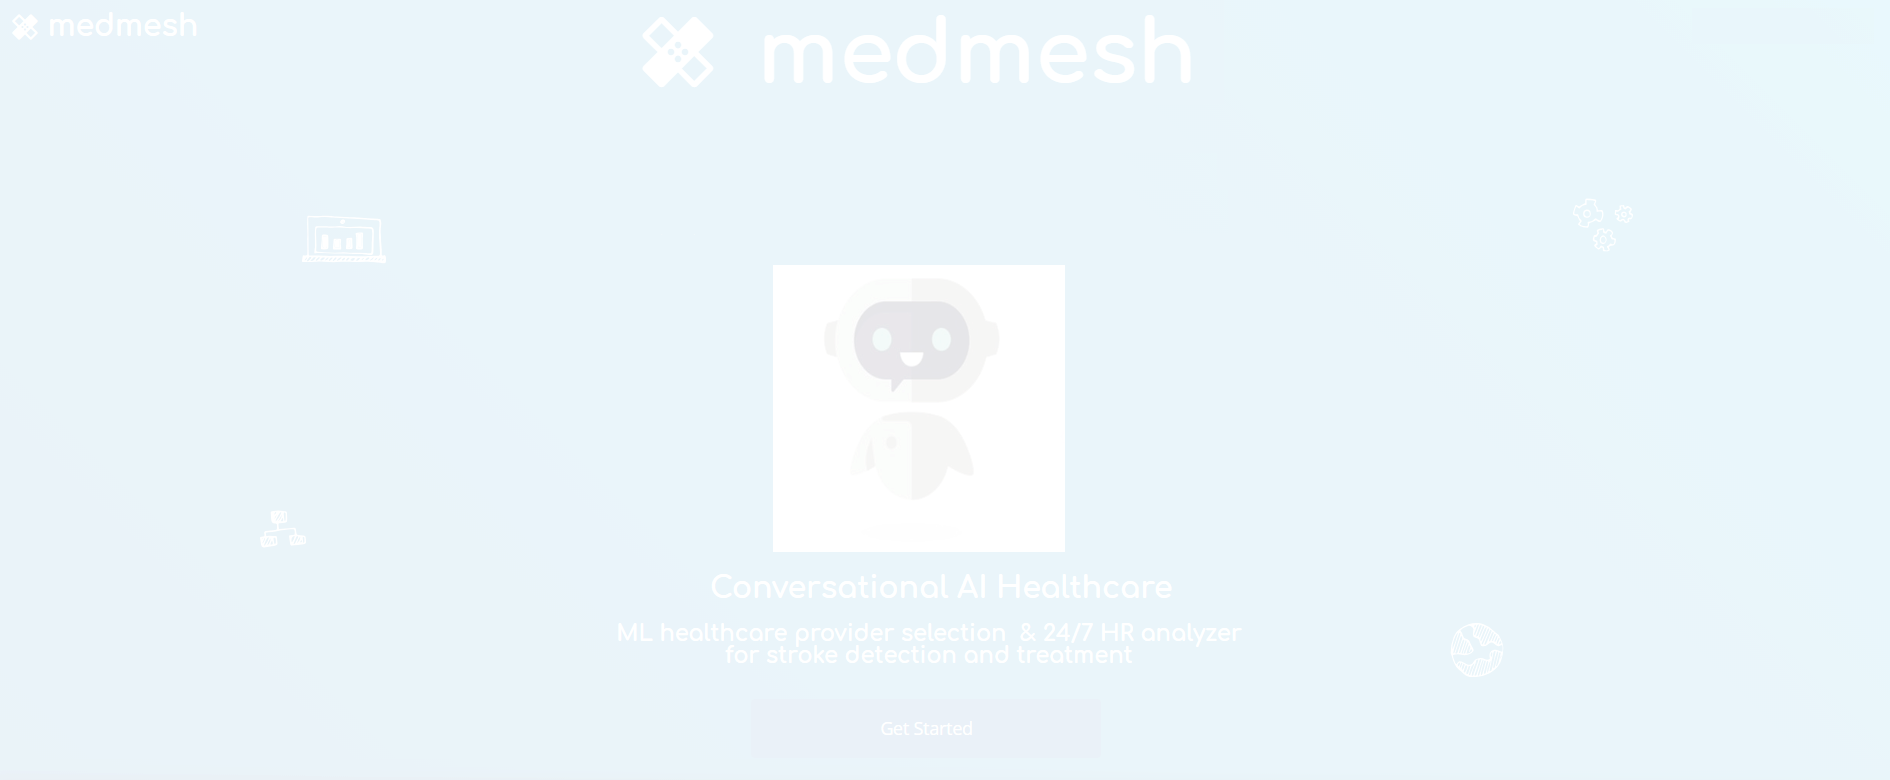 medmesh
medmesh
Conversational AI Healthcare
ML healthcare provider selection & 24/7 HR analyzer
for stroke detection and treatment
Get Started